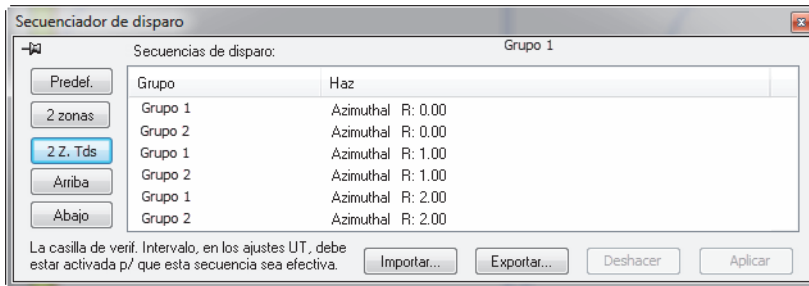 Secuenciador de disparo
Secuencias de disparo: Grupo 1
Predef.
2 zonas
2 Z. Tds
Arriba
Abajo
Grupo Haz
Grupo 1 Azimuthal R: 0.00
Grupo 2 Azimuthal R: 0.00
Grupo 1 Azimuthal R: 1.00
Grupo 2 Azimuthal R: 1.00
Grupo 1 Azimuthal R: 2.00
Grupo 2 Azimuthal R: 2.00
La casilla de verif. Intervalo, en los ajustes UT, debe
estar activada p/ que esta secuencia sea efectiva.
Importar... Exportar... Deshacer Aplicar